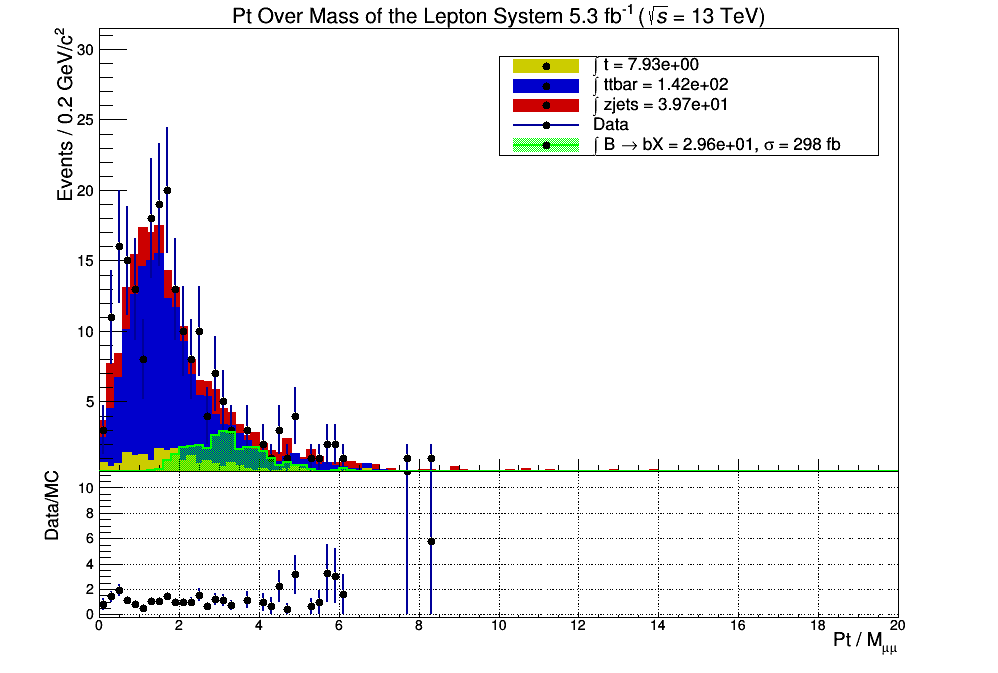 Pt Over Mass of the Lepton System 5.3 fb⁻¹ (√s = 13 TeV)
Events / 0.2 GeV/c²
30
25
20
15
10
5
∫ t = 7.93e+00
∫ ttbar = 1.42e+02
∫ zjets = 3.97e+01
Data
∫ B → bX = 2.96e+01, σ = 298 fb
Data/MC
10
8
6
4
2
0
0 2 4 6 8 10 12 14 16 18 20
Pt / M_μμ